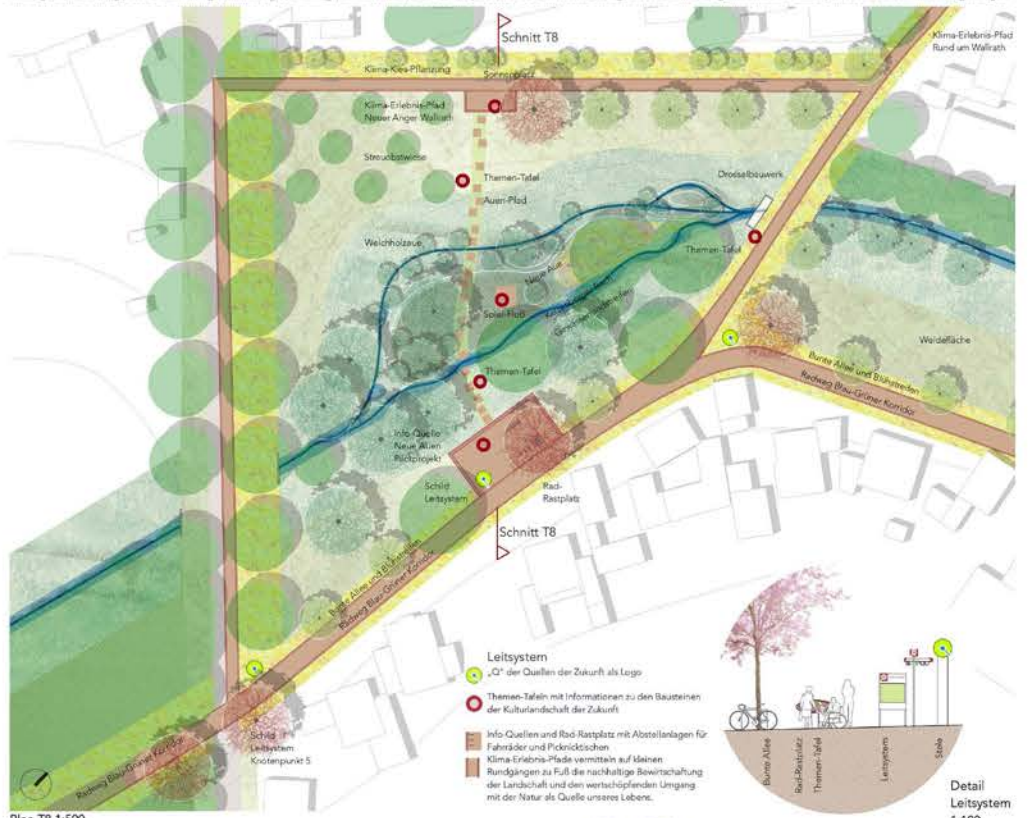 Schnitt T8
Klima-Erlebnis-Pfad
Rund um Wallrath
Klima-Kies-Pflanzung
Sonnenplatz
Klima-Erlebnis-Pfad
Neuer Anger Wallrath
Streuobstwiese
Themen-Tafel
Auen-Pfad
Drosselbauwerk
Weichholzaue
Themen-Tafel
Neue Aue
Spiel-Floß
Themen-Tafel
Weidefläche
Bunte Allee und Blühstreifen
Radweg Blau-Grüner Korridor
Info-Quelle
Neue Auen
Schild
Leitsystem
Rad-
Rastplatz
Schnitt T8
Bunte Allee und Blühstreifen
Radweg Blau-Grüner Korridor
Schild
Leitsystem
Knotenpunkt 5
Radweg Blau-Grüner Korridor
Leitsystem
„Q" der Quellen der Zukunft als Logo
Themen-Tafeln mit Informationen zu den Bausteinen
der Kulturlandschaft der Zukunft
Info-Quellen und Rad-Rastplatz mit Abstellanlagen für
Fahrräder und Picknicktischen
Klima-Erlebnis-Pfade vermitteln auf kleinen
Rundgängen zu Fuß die nachhaltige Bewirtschaftung
der Landschaft und den wertschöpfenden Umgang
mit der Natur als Quelle unseres Lebens.
Bunte Allee
Rad-Rastplatz
Themen-Tafel
Leitsystem
Stele
Detail
Leitsystem
1:100
Plan T8 1:500